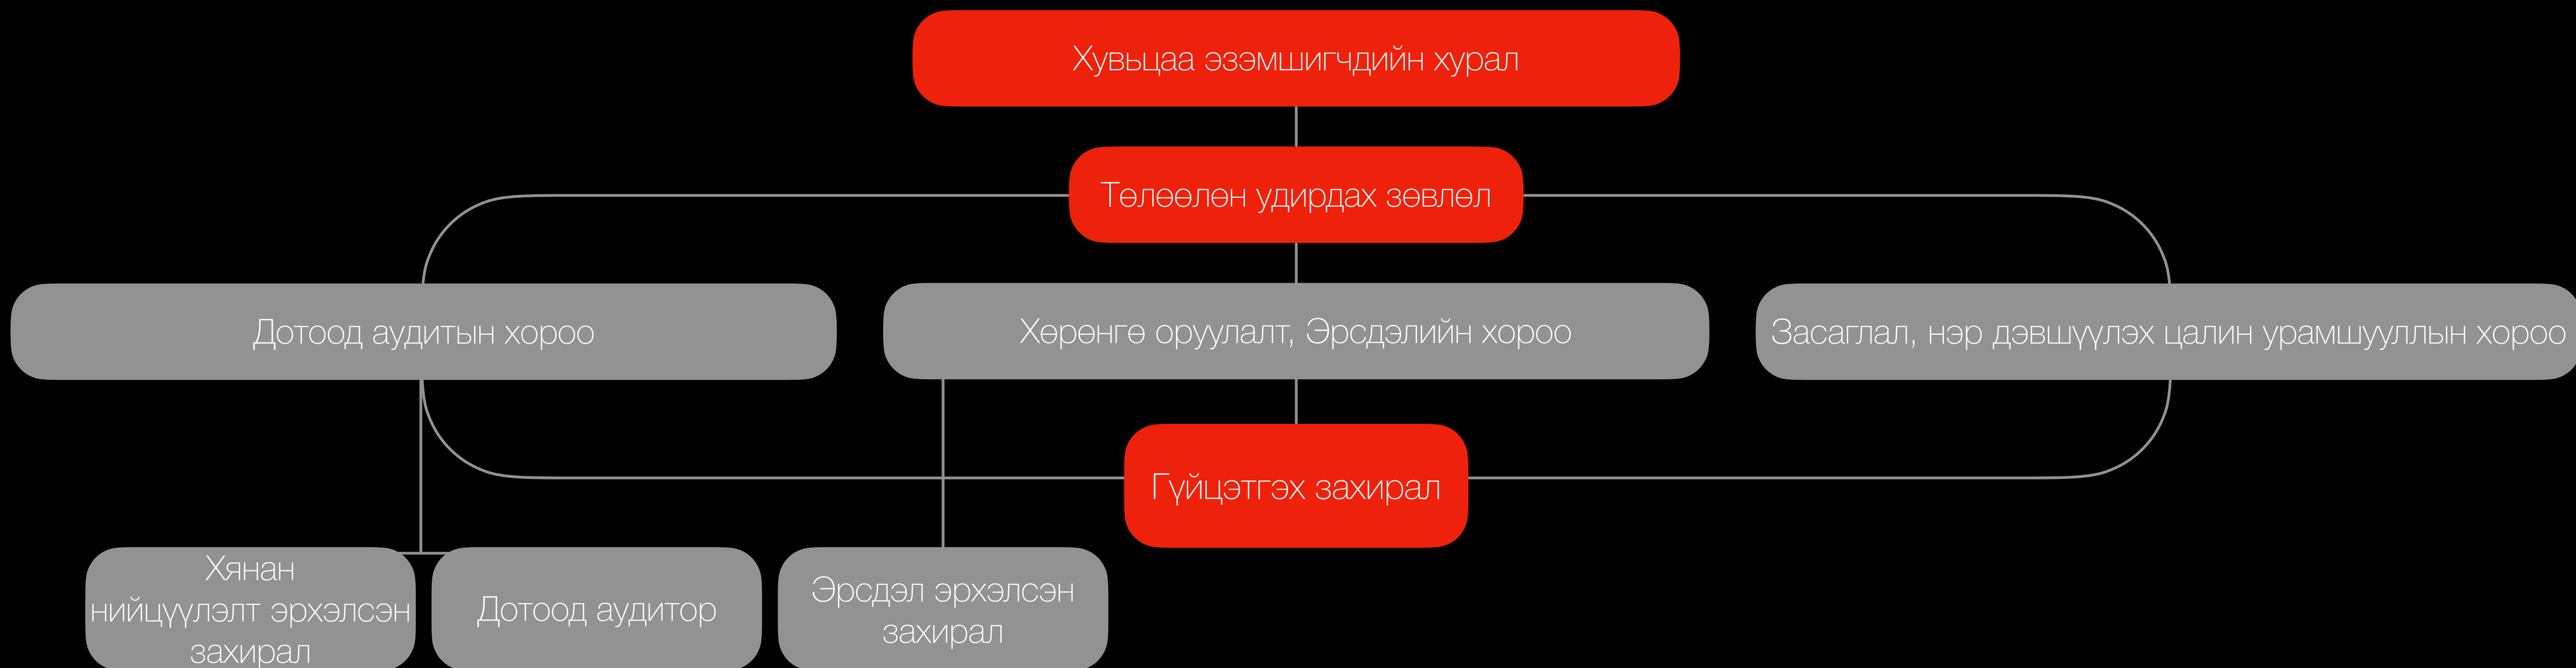 Хувьцаа эзэмшигчдийн хурал
Төлөөлөн удирдах зөвлөл
Дотоод аудитын хороо
Хөрөнгө оруулалт, Эрсдэлийн хороо
Засаглал, нэр дэвшүүлэх цалин урамшууллын хороо
Гүйцэтгэх захирал
Хянан
нийцүүлэлт эрхэлсэн
захирал
Дотоод аудитор
Эрсдэл эрхэлсэн
захирал